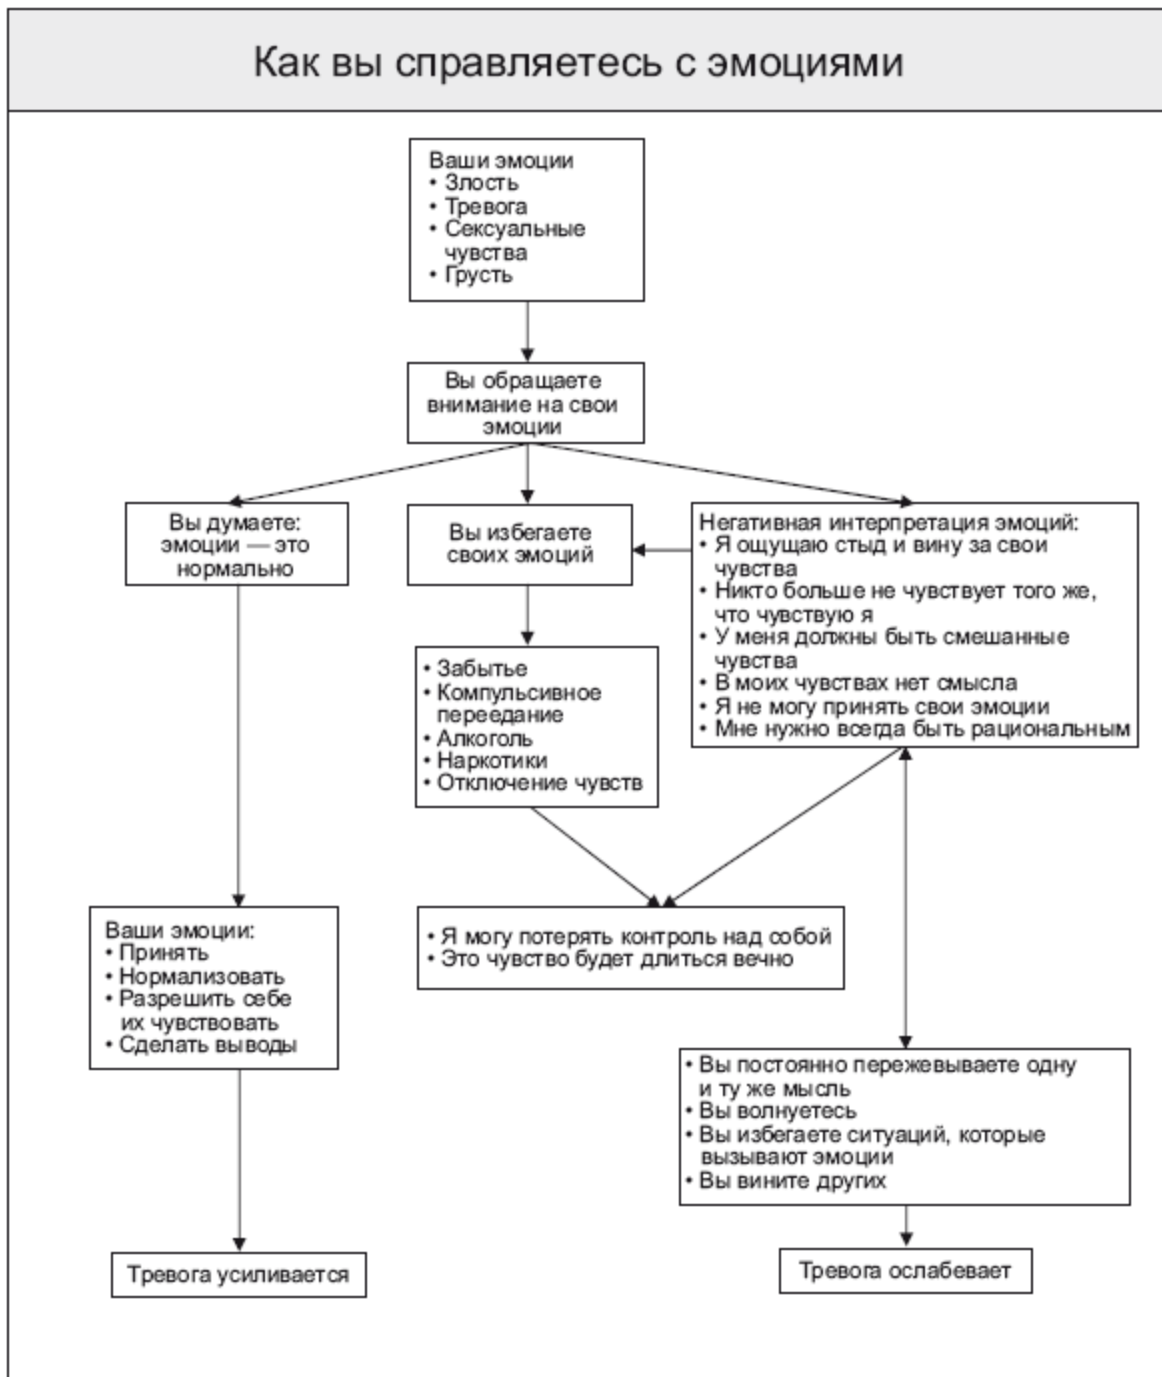 Как вы справляетесь с эмоциями
Ваши эмоции
• Злость
• Тревога
• Сексуальные
чувства
• Грусть
Вы обращаете
внимание на свои
эмоции
Вы думаете:
эмоции — это
нормально
Вы избегаете
своих эмоций
Негативная интерпретация эмоций:
• Я ощущаю стыд и вину за свои
чувства
• Никто больше не чувствует того же,
что чувствую я
• У меня должны быть смешанные
чувства
• В моих чувствах нет смысла
• Я не могу принять свои эмоции
• Мне нужно всегда быть рациональным
• Забытье
• Компульсивное
переедание
• Алкоголь
• Наркотики
• Отключение чувств
Ваши эмоции:
• Принять
• Нормализовать
• Разрешить себе
их чувствовать
• Сделать выводы
• Я могу потерять контроль над собой
• Это чувство будет длиться вечно
• Вы постоянно пережевываете одну
и ту же мысль
• Вы волнуетесь
• Вы избегаете ситуаций, которые
вызывают эмоции
• Вы вините других
Тревога усиливается
Тревога ослабевает